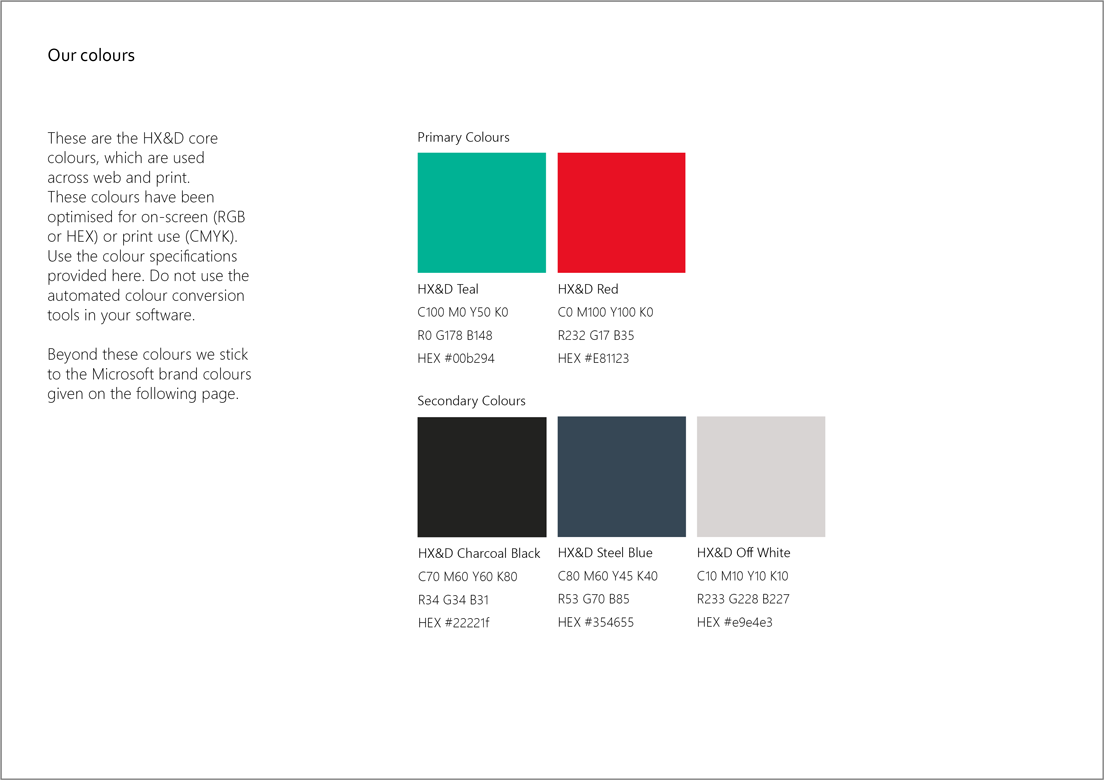 Our colours
These are the HX&D core
colours, which are used
across web and print.
These colours have been
optimised for on-screen (RGB
or HEX) or print use (CMYK).
Use the colour specifications
provided here. Do not use the
automated colour conversion
tools in your software.
Beyond these colours we stick
to the Microsoft brand colours
given on the following page.
Primary Colours
HX&D Teal
C100 M0 Y50 K0
R0 G178 B148
HEX #00b294
HX&D Red
C0 M100 Y100 K0
R232 G17 B35
HEX #E81123
Secondary Colours
HX&D Charcoal Black
C70 M60 Y60 K80
R34 G34 B31
HEX #22221f
HX&D Steel Blue
C80 M60 Y45 K40
R53 G70 B85
HEX #354655
HX&D Off White
C10 M10 Y10 K10
R233 G228 B227
HEX #e9e4e3